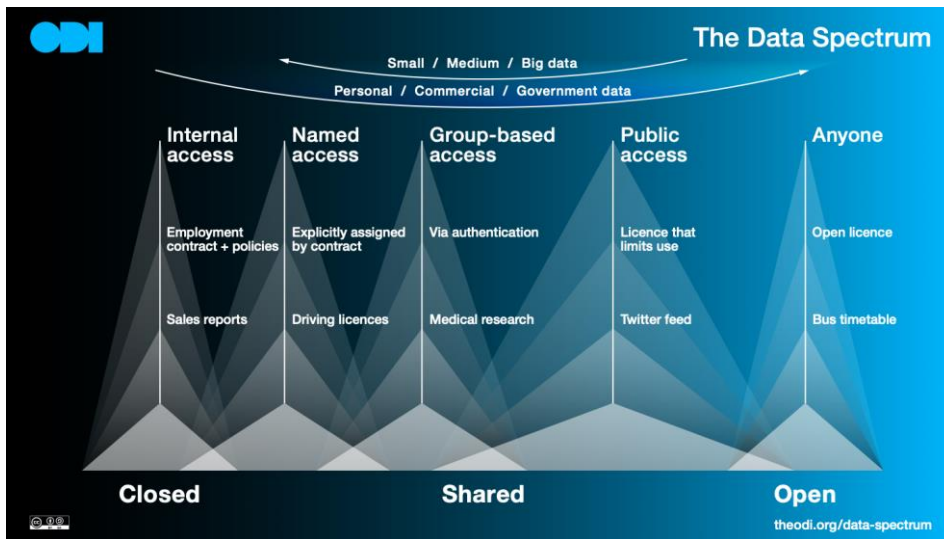 ODI
The Data Spectrum
Small / Medium / Big data
Personal / Commercial / Government data
Internal
access
Named
access
Group-based
access
Public
access
Anyone
Employment
contract + policies
Explicitly assigned
by contract
Via authentication
Licence that
limits use
Open licence
Sales reports
Driving licences
Medical research
Twitter feed
Bus timetable
Closed
Shared
Open
theodi.org/data-spectrum